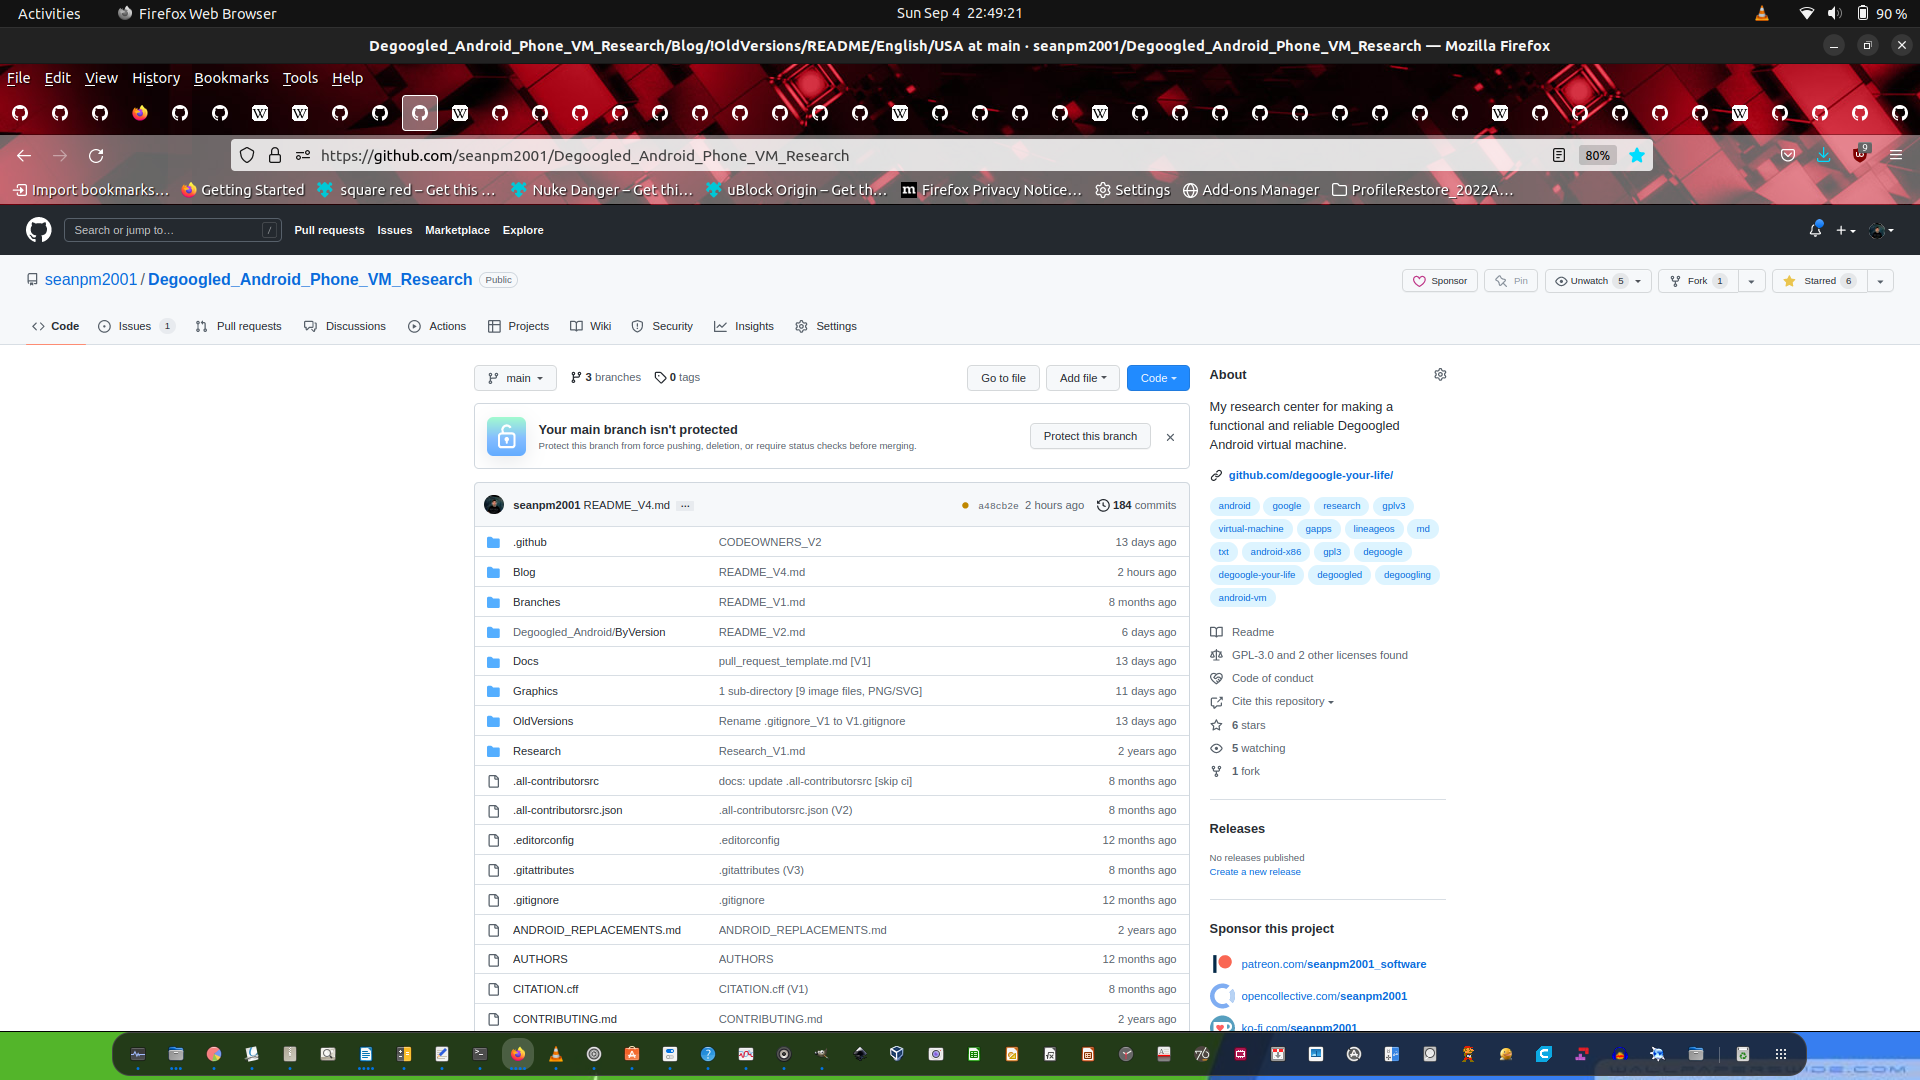 Activities Firefox Web Browser Sun Sep 4 22:49:21 90 %
Degoogled_Android_Phone_VM_Research/Blog/!OldVersions/README/English/USA at main · seanpm2001/Degoogled_Android_Phone_VM_Research — Mozilla Firefox
File Edit View History Bookmarks Tools Help
https://github.com/seanpm2001/Degoogled_Android_Phone_VM_Research 80% 9
Import bookmarks… Getting Started square red – Get this … Nuke Danger – Get thi… uBlock Origin – Get th… Firefox Privacy Notice… Settings Add-ons Manager ProfileRestore_2022A…
Search or jump to… / Pull requests Issues Marketplace Explore
seanpm2001 / Degoogled_Android_Phone_VM_Research Public Sponsor Pin Unwatch 5 Fork 1 Starred 6
Code Issues 1 Pull requests Discussions Actions Projects Wiki Security Insights Settings
main 3 branches 0 tags Go to file Add file Code
Your main branch isn't protected
Protect this branch from force pushing, deletion, or require status checks before merging.
Protect this branch
seanpm2001 README_V4.md … a48cb2e 2 hours ago 184 commits
.github CODEOWNERS_V2 13 days ago
Blog README_V4.md 2 hours ago
Branches README_V1.md 8 months ago
Degoogled_Android/ByVersion README_V2.md 6 days ago
Docs pull_request_template.md [V1] 13 days ago
Graphics 1 sub-directory [9 image files, PNG/SVG] 11 days ago
OldVersions Rename .gitignore_V1 to V1.gitignore 13 days ago
Research Research_V1.md 2 years ago
.all-contributorsrc docs: update .all-contributorsrc [skip ci] 8 months ago
.all-contributorsrc.json .all-contributorsrc.json (V2) 8 months ago
.editorconfig .editorconfig 12 months ago
.gitattributes .gitattributes (V3) 8 months ago
.gitignore .gitignore 12 months ago
ANDROID_REPLACEMENTS.md ANDROID_REPLACEMENTS.md 2 years ago
AUTHORS AUTHORS 12 months ago
CITATION.cff CITATION.cff (V1) 8 months ago
CONTRIBUTING.md CONTRIBUTING.md 2 years ago
About
My research center for making a
functional and reliable Degoogled
Android virtual machine.
github.com/degoogle-your-life/
android google research gplv3
virtual-machine gapps lineageos md
txt android-x86 gpl3 degoogle
degoogle-your-life degoogled degoogling
android-vm
Readme
GPL-3.0 and 2 other licenses found
Code of conduct
Cite this repository
6 stars
5 watching
1 fork
Releases
No releases published
Create a new release
Sponsor this project
patreon.com/seanpm2001_software
opencollective.com/seanpm2001
ko-fi.com/seanpm2001